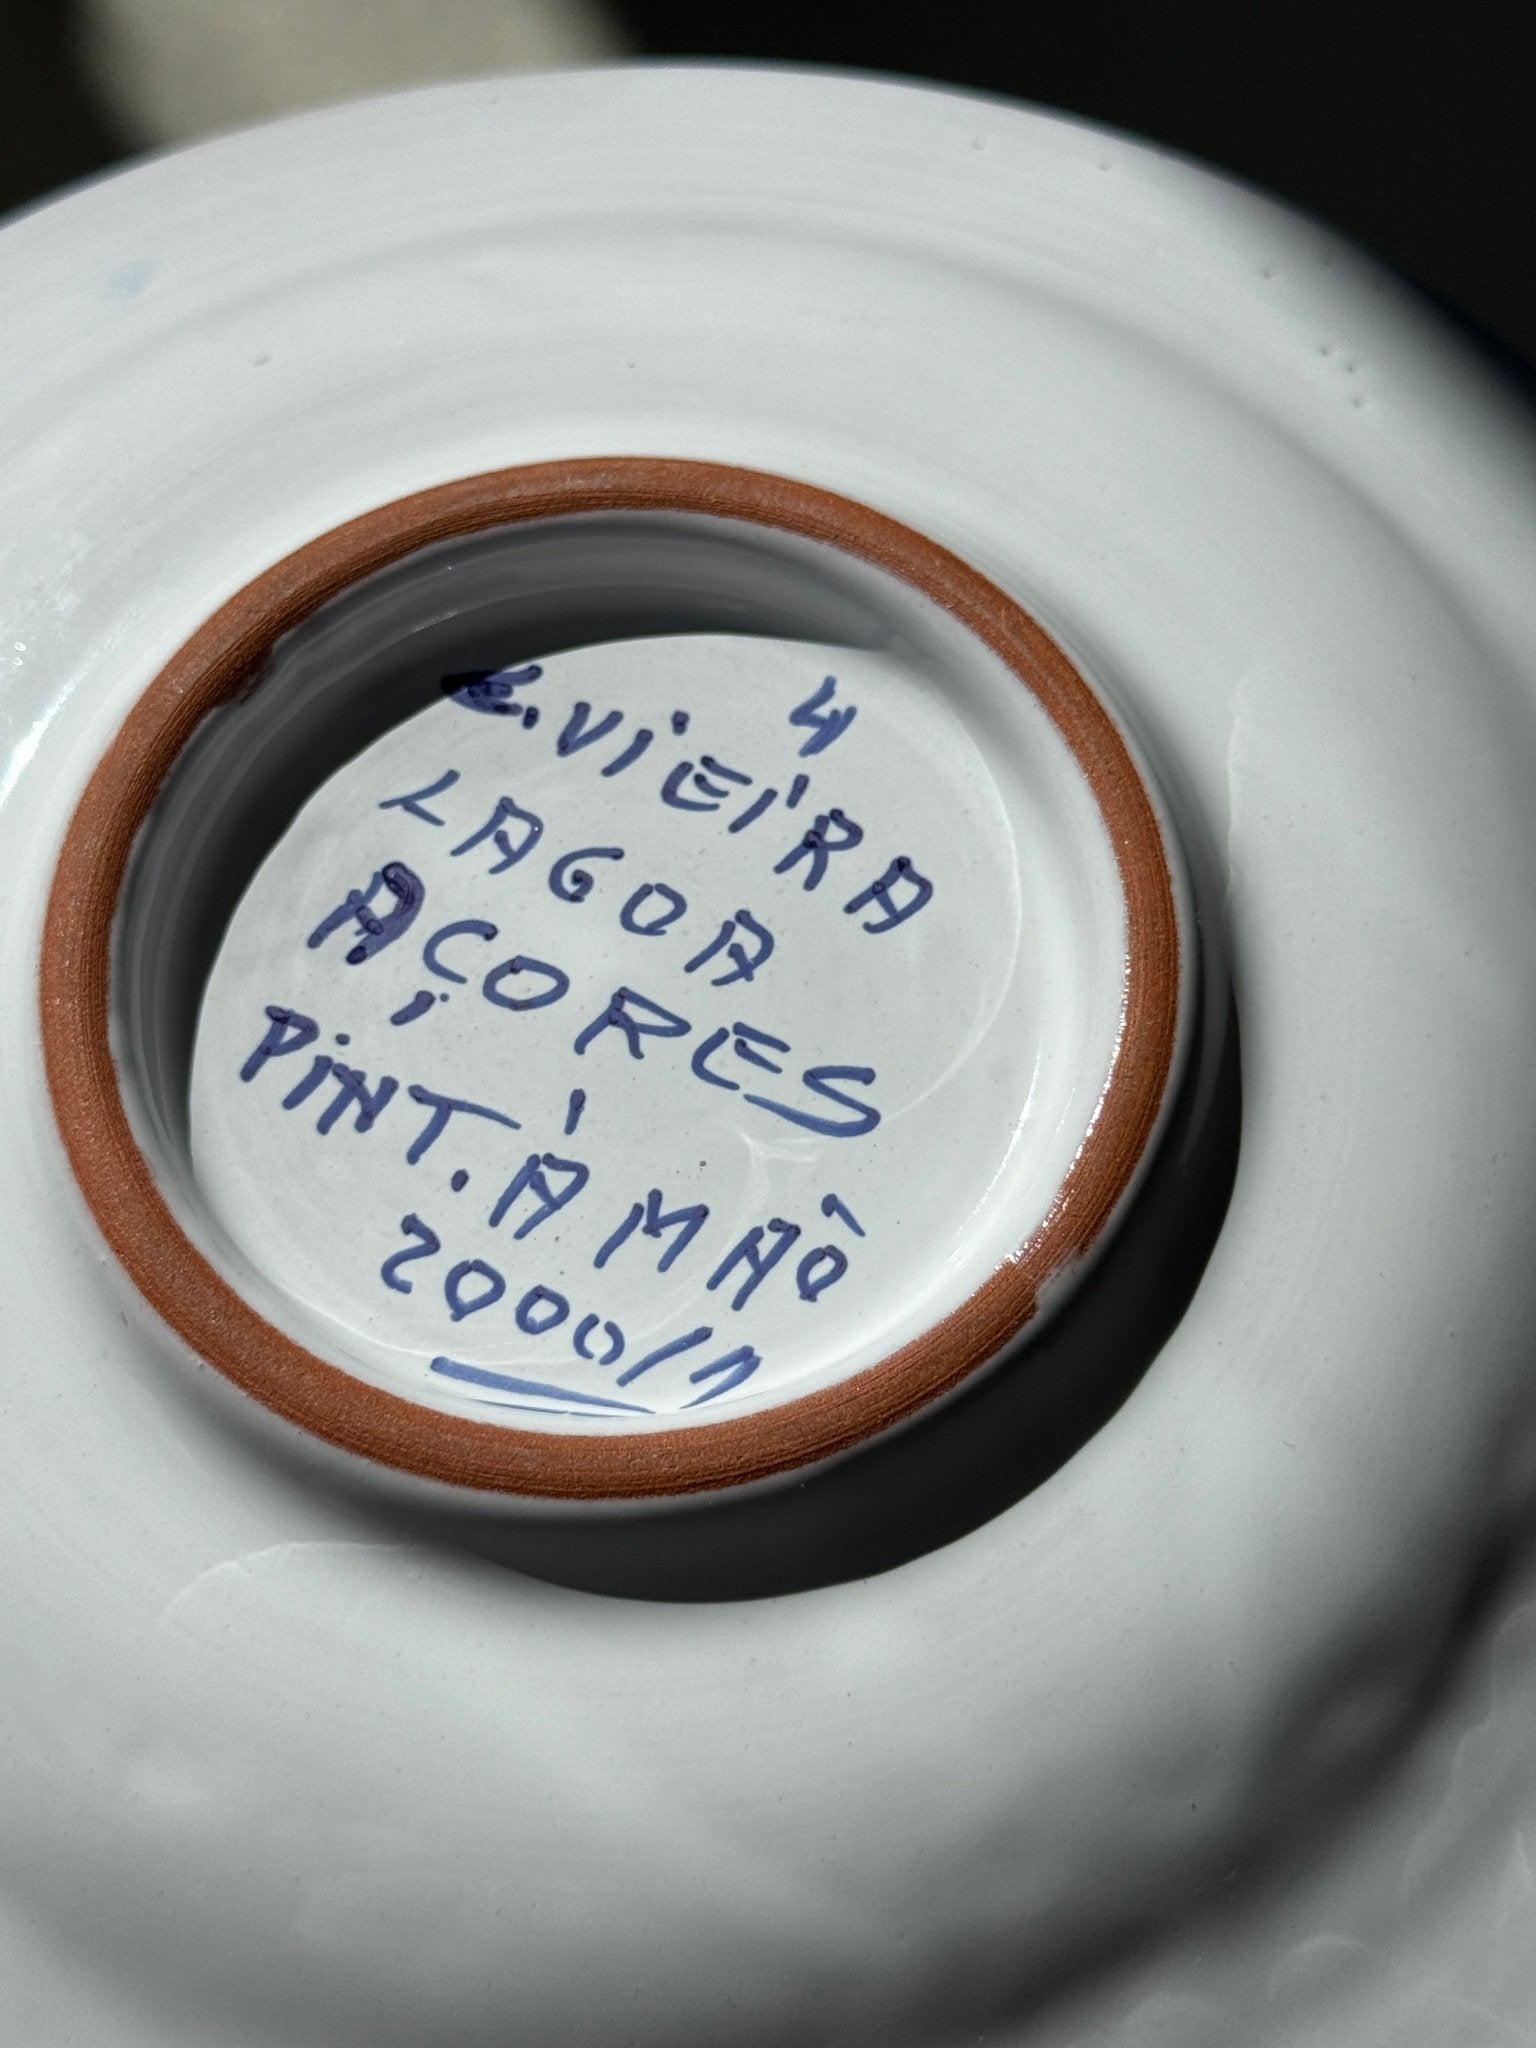 4
VIEIRA
LAGOA
AÇORES
PINT. À MÃO
2000/1